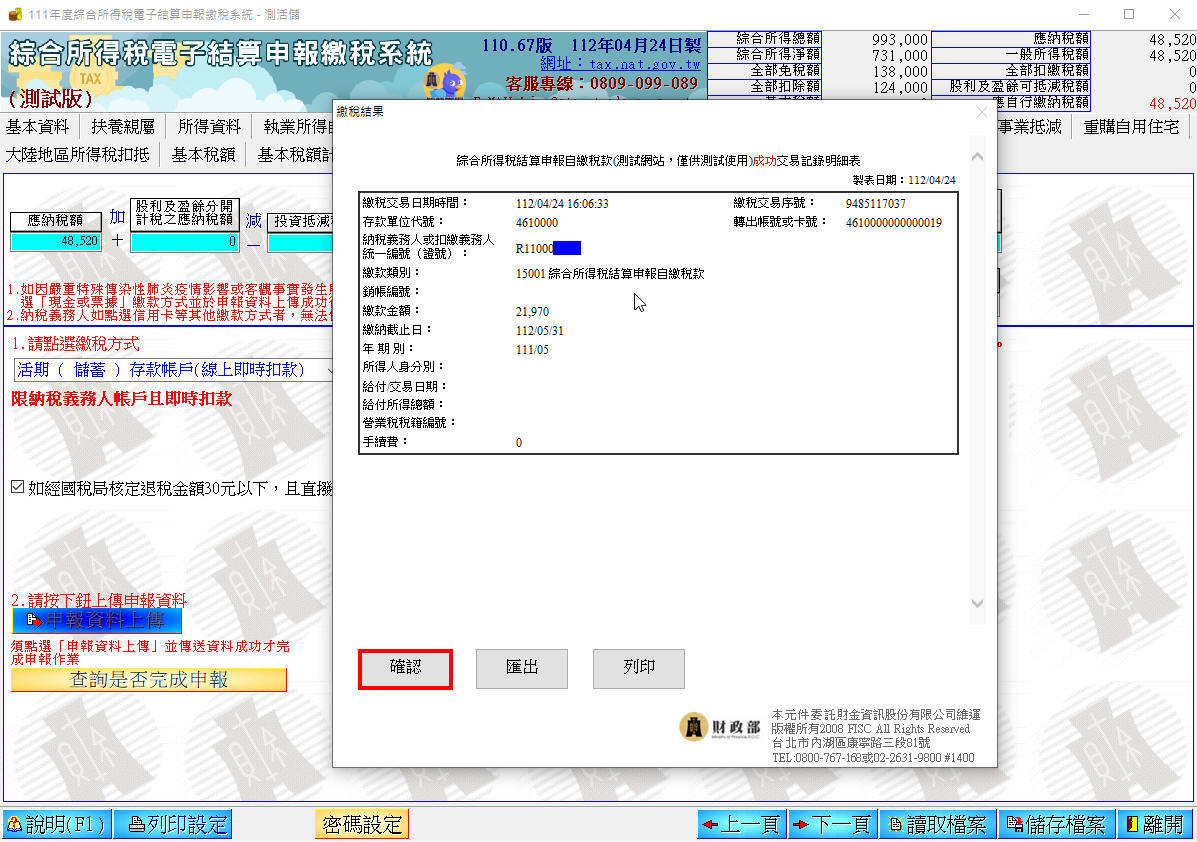 111年度綜合所得稅電子結算申報繳稅系統 - 測活儲
綜合所得稅電子結算申報繳稅系統
TAX
(測試版)
110.67版 112年04月24日製
網址：tax.nat.gov.tw
客服專線：0809-099-089
綜合所得總額 993,000 應納稅額 48,520
綜合所得淨額 731,000 一般所得稅額 48,520
全部免稅額 138,000 全部扣繳稅額 0
全部扣除額 124,000 股利及盈餘可抵減稅額 0
應自行繳納稅額 48,520
基本資料 扶養親屬 所得資料 執業所得 事業抵減 重購自用住宅
大陸地區所得稅扣抵 基本稅額 基本稅額
應納稅額
48,520
加
＋
股利及盈餘分開
計稅之應納稅額
0
減
－
投資抵減
1.如因嚴重特殊傳染性肺炎疫情影響或客觀事實發生
選「現金或票據」繳款方式並於申報資料上傳成功
2.納稅義務人如點選信用卡等其他繳款方式者，無法
1.請點選繳稅方式
活期（ 儲蓄 ）存款帳戶(線上即時扣款)
限納稅義務人帳戶且即時扣款
如經國稅局核定退稅金額30元以下，且直撥
2.請按下鈕上傳申報資料
申報資料上傳
須點選「申報資料上傳」並傳送資料成功才完
成申報作業
查詢是否完成申報
繳稅結果
綜合所得稅結算申報自繳稅款(測試網站，僅供測試使用)成功交易記錄明細表
製表日期：112/04/24
繳稅交易日期時間： 112/04/24 16:06:33 繳稅交易序號： 9485117037
存款單位代號： 4610000 轉出帳號或卡號： 4610000000000019
納稅義務人或扣繳義務人
統一編號（證號）： R11000
繳款類別： 15001 綜合所得稅結算申報自繳稅款
銷帳編號：
繳款金額： 21,970
繳納截止日： 112/05/31
年 期 別： 111/05
所得人身分別：
給付/交易日期：
給付所得總額：
營業稅稅籍編號：
手續費： 0
確認 匯出 列印
財政部
本元件委託財金資訊股份有限公司維運
版權所有2008 FISC All Rights Reserved
台北市內湖區康寧路三段81號
TEL:0800-767-168或02-2631-9800 #1400
說明(F1) 列印設定 密碼設定 上一頁 下一頁 讀取檔案 儲存檔案 離開